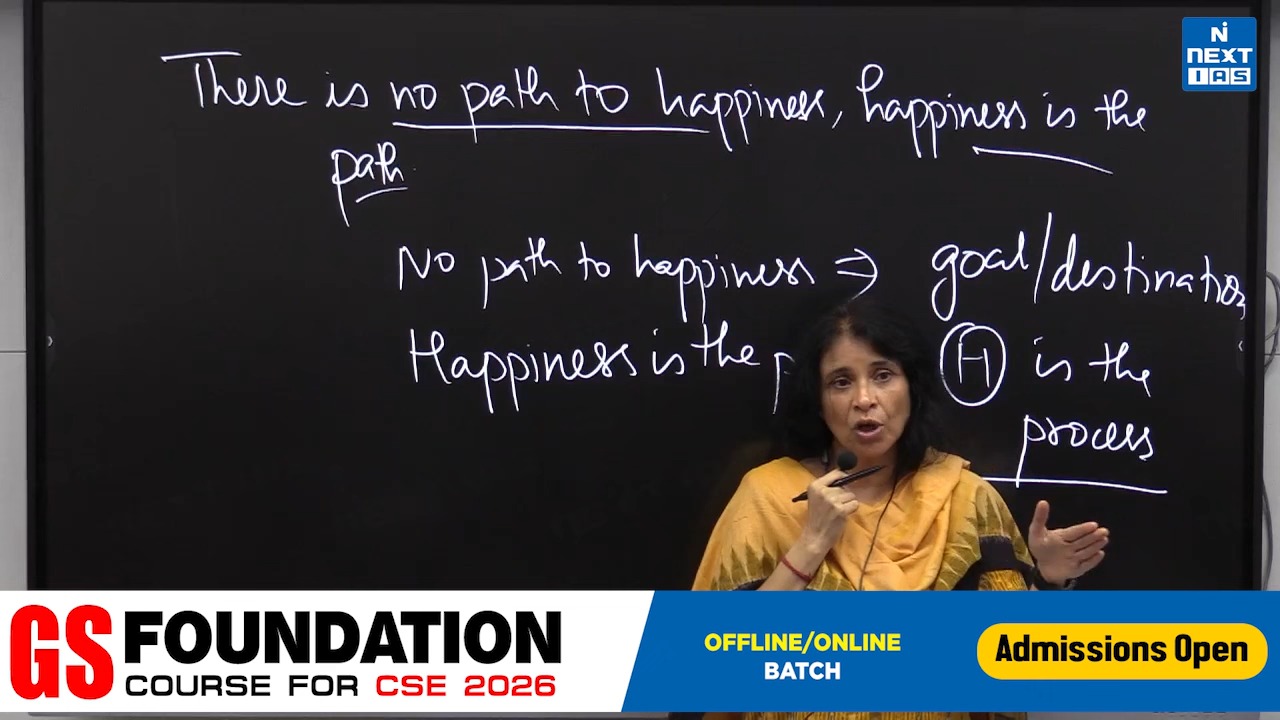 There is no path to happiness, happiness is the
path.
No path to happiness ⇒ goal/destination
Happiness is the
H is the
process
NEXT
IAS
GS FOUNDATION
COURSE FOR CSE 2026
OFFLINE/ONLINE
BATCH
Admissions Open